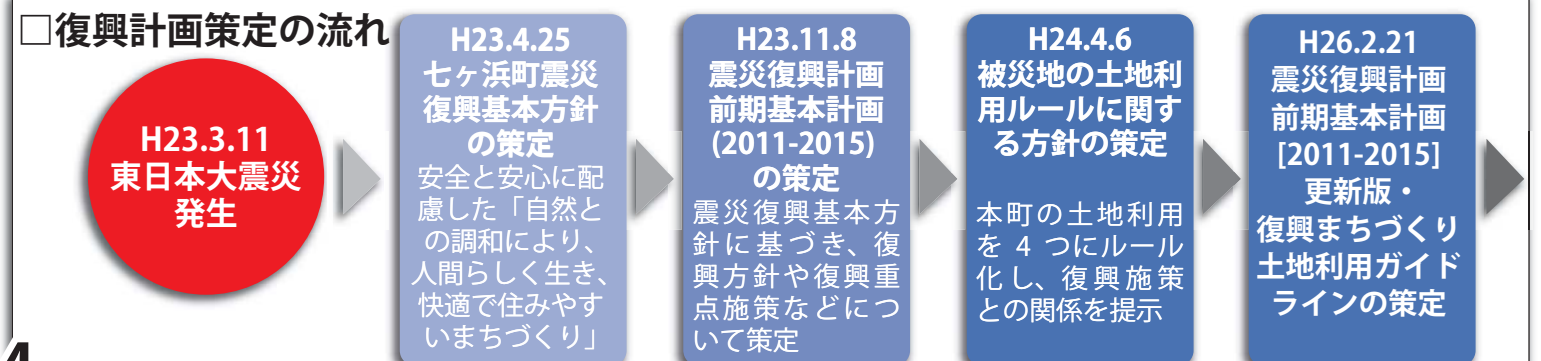 □復興計画策定の流れ
H23.3.11
東日本大震災
発生
H23.4.25
七ヶ浜町震災
復興基本方針
の策定
安全と安心に配
慮した「自然と
の調和により、
人間らしく生き、
快適で住みやす
いまちづくり」
H23.11.8
震災復興計画
前期基本計画
(2011-2015)
の策定
震災復興基本方
針に基づき、復
興方針や復興重
点施策などにつ
いて策定
H24.4.6
被災地の土地利
用ルールに関す
る方針の策定
本町の土地利用
を 4 つにルール
化し、復興施策
との関係を提示
H26.2.21
震災復興計画
前期基本計画
[2011-2015]
更新版・
復興まちづくり
土地利用ガイド
ラインの策定
4